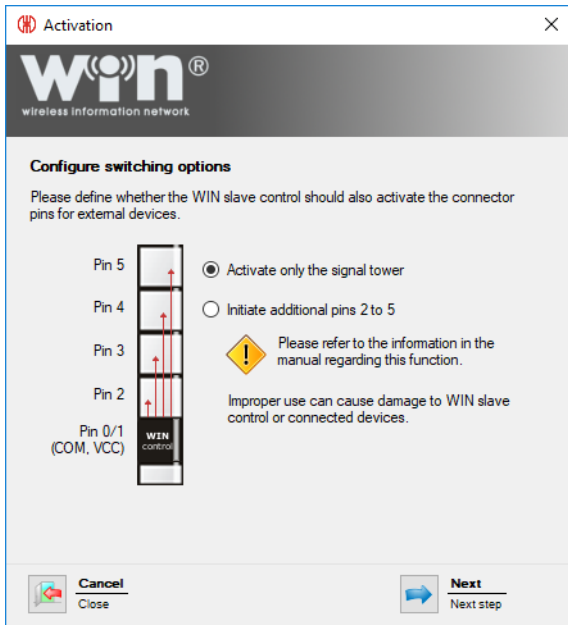 Activation
WIN®
wireless information network
Configure switching options
Please define whether the WIN slave control should also activate the connector
pins for external devices.
Pin 5
Activate only the signal tower
Pin 4
Initiate additional pins 2 to 5
Please refer to the information in the
manual regarding this function.
Pin 3
Pin 2
Improper use can cause damage to WIN slave
control or connected devices.
Pin 0/1
(COM, VCC)
WIN
control
Cancel
Close
Next
Next step